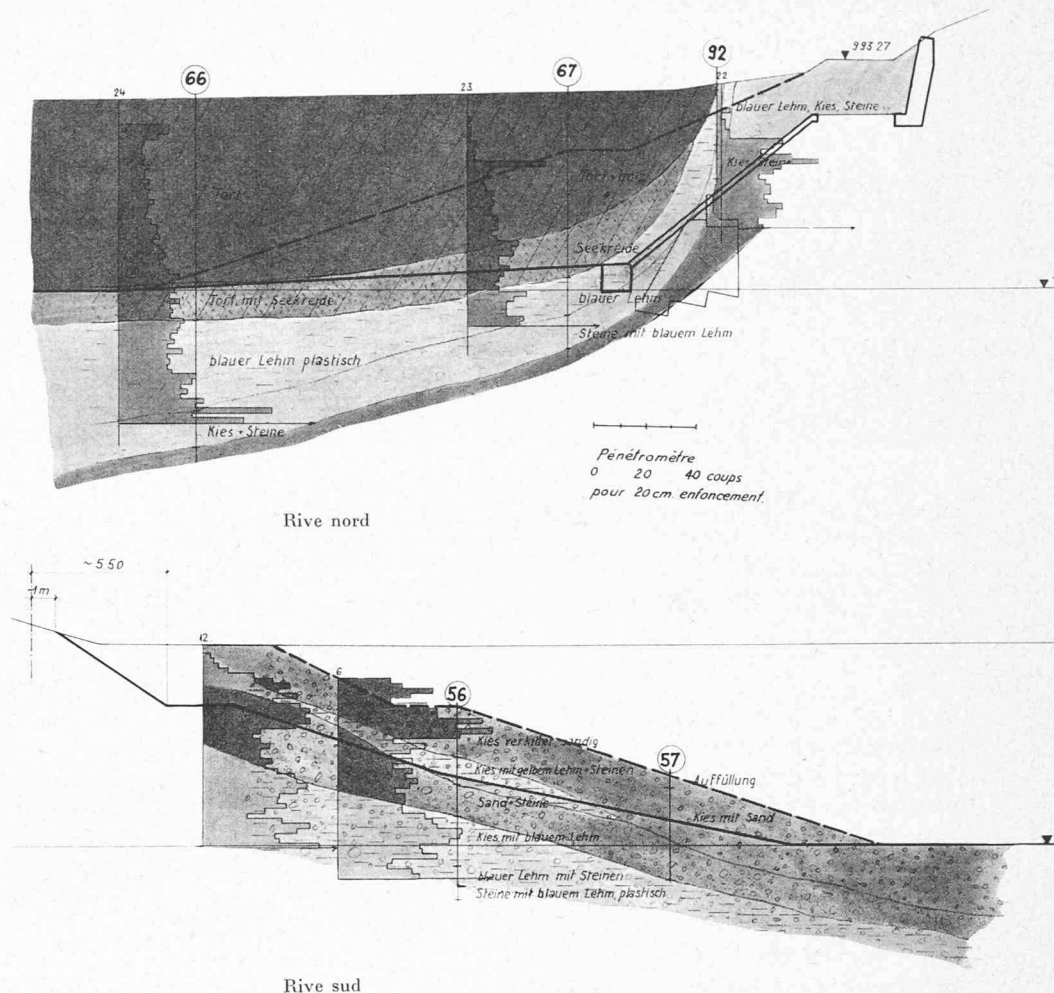 66
67
92
24
23
22
993 27
blauer Lehm, Kies, Steine
Kies + Steine
Torf
Seekreide
Torf mit Seekreide
blauer Lehm
Steine mit blauem Lehm
blauer Lehm plastisch
Kies + Steine
Pénétromètre
0 20 40 coups
pour 20 cm. enfoncement.
Rive nord
~ 5 50
1m
12
6
56
57
Kies verkittet sandig
Kies mit gelbem Lehm + Steinen
Auffüllung
Sand + Steine
Kies mit Sand
Kies mit blauem Lehm
blauer Lehm mit Steinen
Steine mit blauem Lehm, plastisch
Rive sud